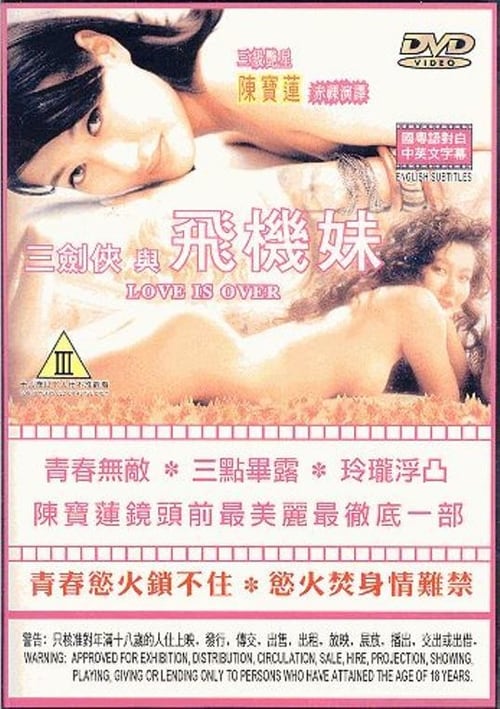 DVD
VIDEO
三級艷星
陳寶蓮 赤裸演譯
國粵語對白
中英文字幕
ENGLISH SUBTITLES
三劍俠與飛機妹
LOVE IS OVER
III
青春無敵 * 三點畢露 * 玲瓏浮凸
陳寶蓮鏡頭前最美麗最徹底一部
青春慾火鎖不住 * 慾火焚身情難禁
警告：只核准對年滿十八歲的人仕上映，發行，傳交，出售，出租，放映，展放，播出，交出或出借。
WARNING: APPROVED FOR EXHIBITION, DISTRIBUTION, CIRCULATION, SALE, HIRE, PROJECTION, SHOWING,
PLAYING, GIVING OR LENDING ONLY TO PERSONS WHO HAVE ATTAINED THE AGE OF 18 YEARS.